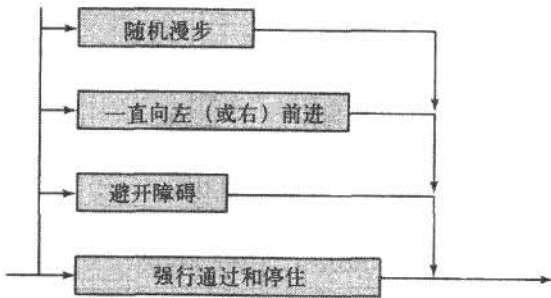 随机漫步
一直向左（或右）前进
避开障碍
强行通过和停住